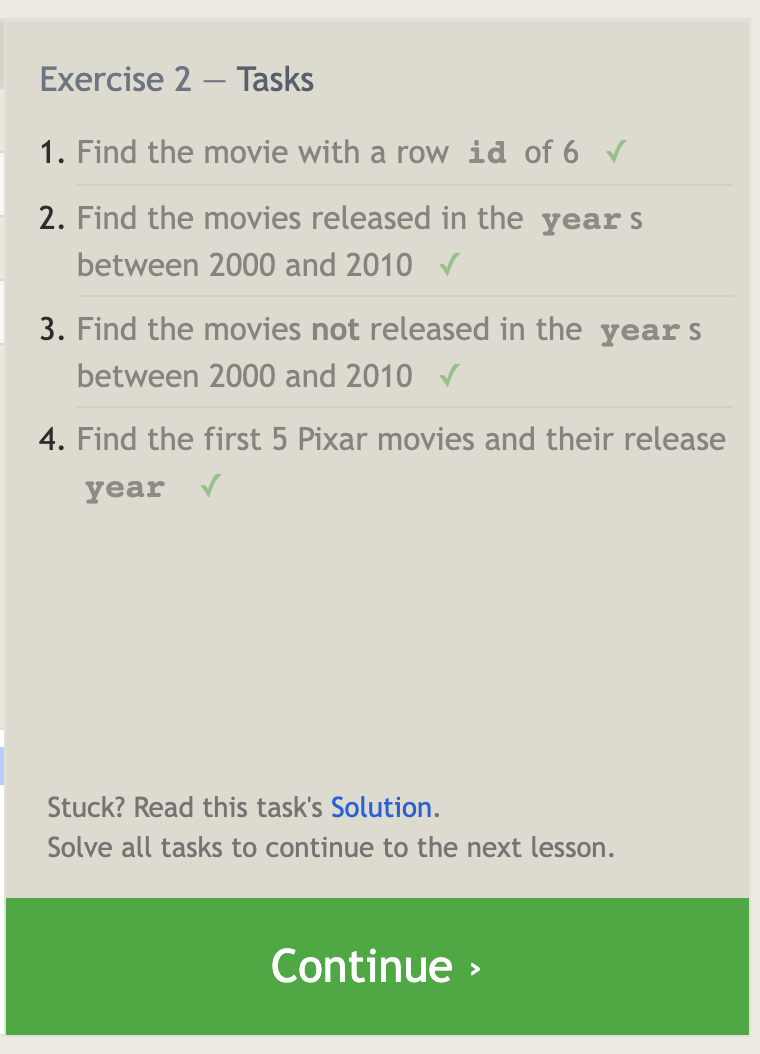 Exercise 2 — Tasks
1. Find the movie with a row id of 6 ✓
2. Find the movies released in the year s
between 2000 and 2010 ✓
3. Find the movies not released in the year s
between 2000 and 2010 ✓
4. Find the first 5 Pixar movies and their release
year ✓
Stuck? Read this task's Solution.
Solve all tasks to continue to the next lesson.
Continue ›